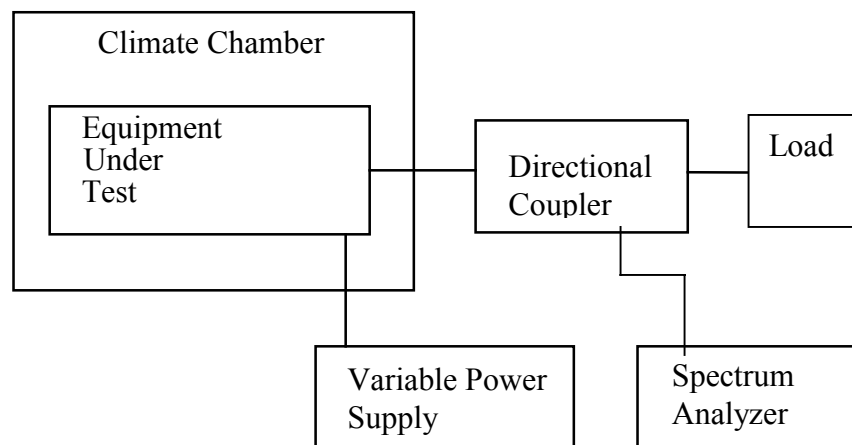 Climate Chamber
Equipment
Under
Test
Directional
Coupler
Load
Variable Power
Supply
Spectrum
Analyzer